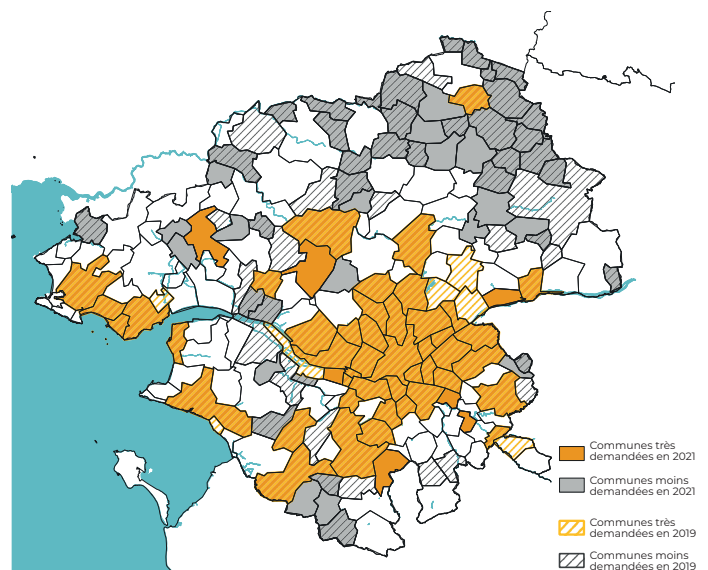 Communes très
demandées en 2021
Communes moins
demandées en 2021
Communes très
demandées en 2019
Communes moins
demandées en 2019